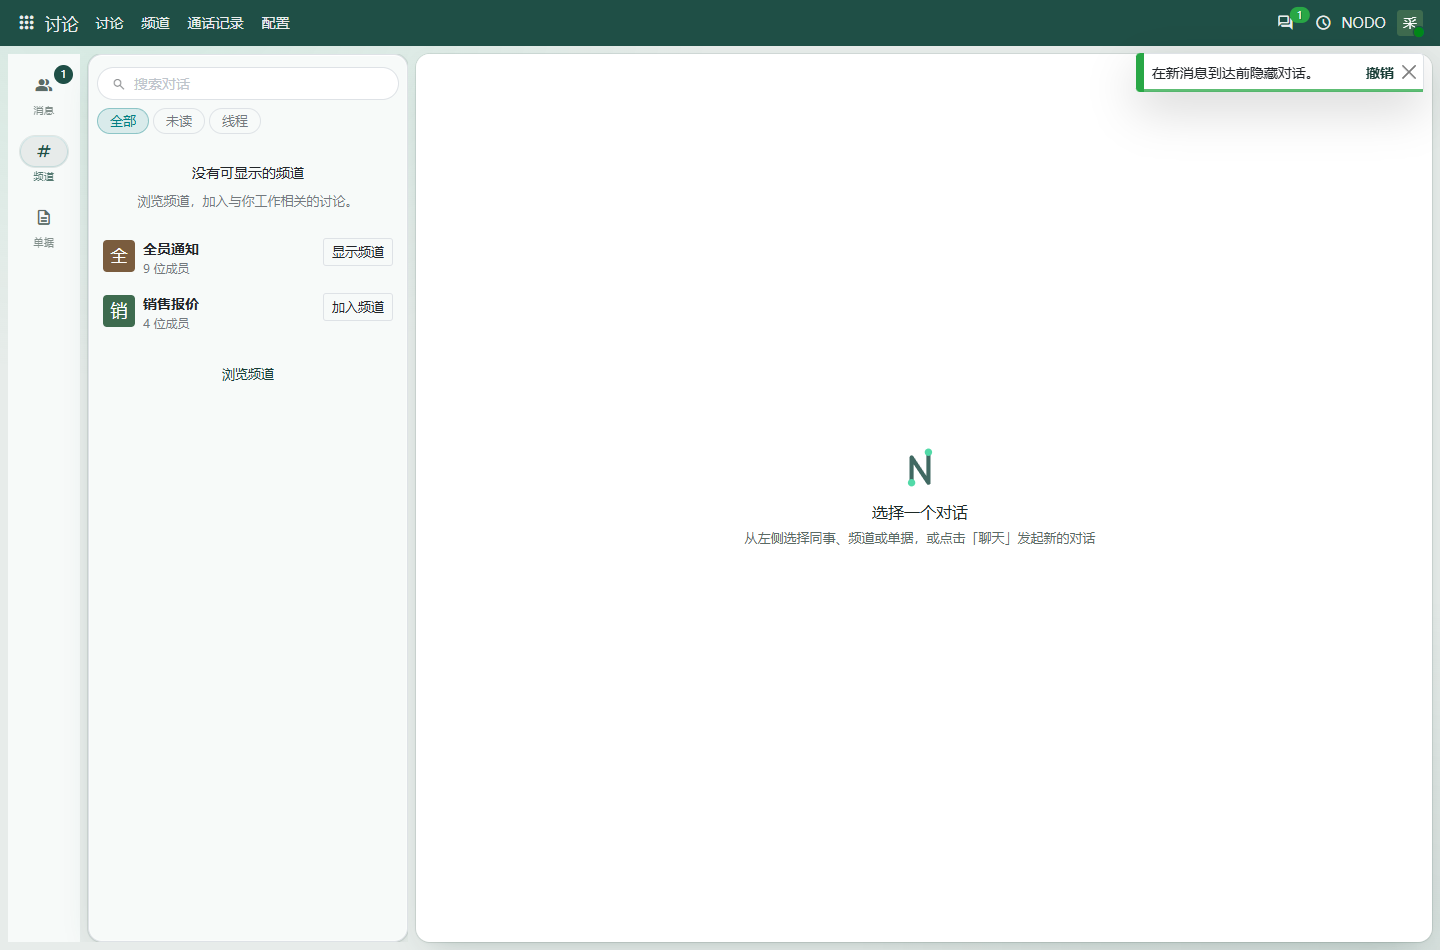 讨论 讨论 频道 通话记录 配置 1 NODO 采
1
消息
频道
单据
搜索对话
全部 未读 线程
没有可显示的频道
浏览频道，加入与你工作相关的讨论。
全 全员通知 显示频道
9 位成员
销 销售报价 加入频道
4 位成员
浏览频道
在新消息到达前隐藏对话。 撤销
N
选择一个对话
从左侧选择同事、频道或单据，或点击「聊天」发起新的对话